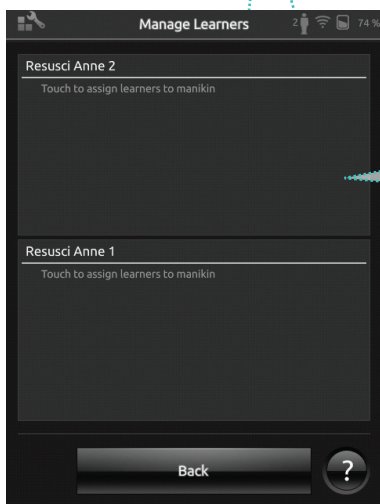 Manage Learners
2
74 %
Resusci Anne 2
Touch to assign learners to manikin
Resusci Anne 1
Touch to assign learners to manikin
Back
?